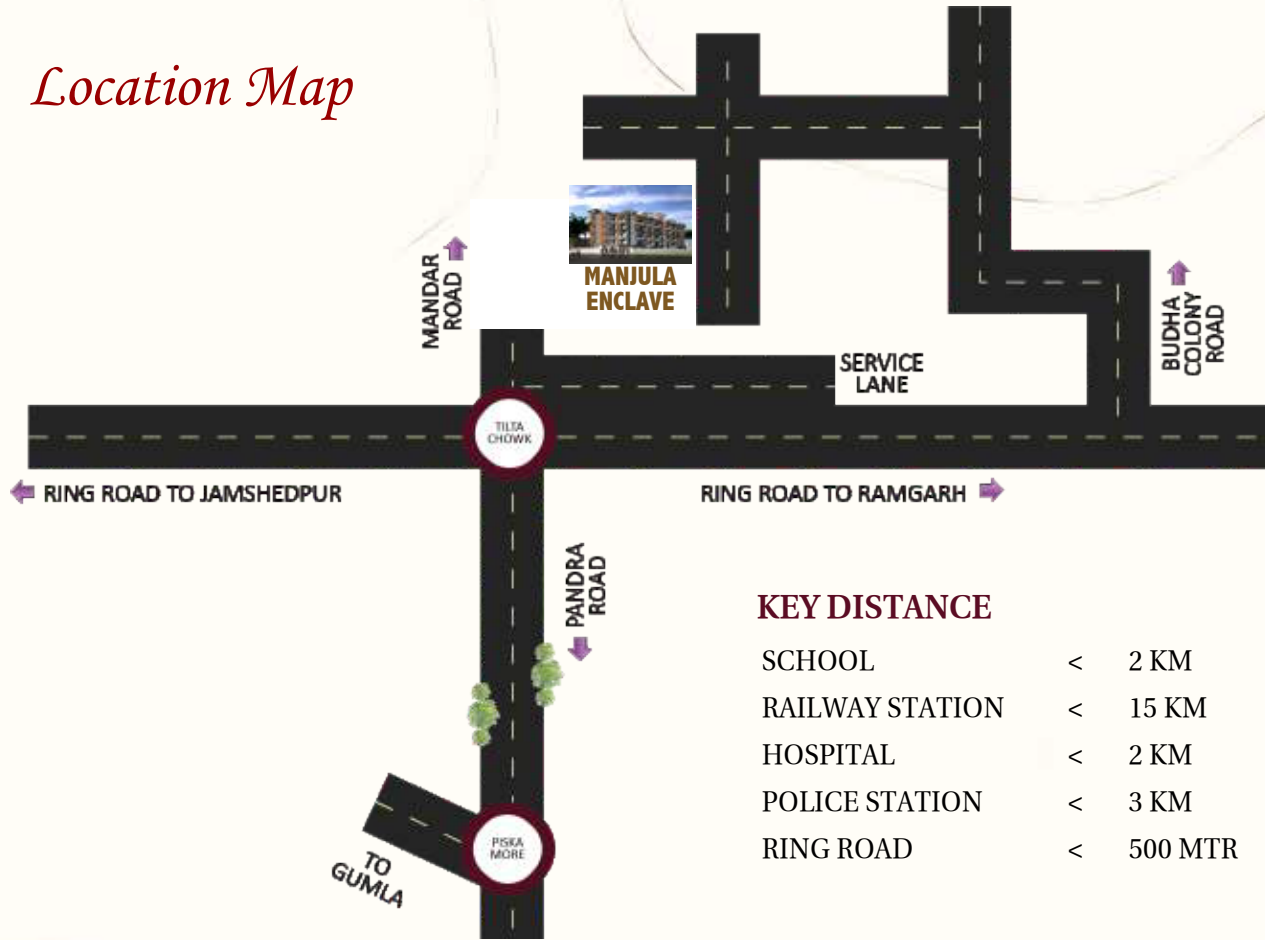 Location Map
MANJULA
ENCLAVE
MANDAR
ROAD
BUDHA
COLONY
ROAD
SERVICE
LANE
TILTA
CHOWK
RING ROAD TO JAMSHEDPUR
RING ROAD TO RAMGARH
PANDRA
ROAD
KEY DISTANCE
SCHOOL < 2 KM
RAILWAY STATION < 15 KM
HOSPITAL < 2 KM
POLICE STATION < 3 KM
RING ROAD < 500 MTR
PISKA
MORE
TO
GUMLA